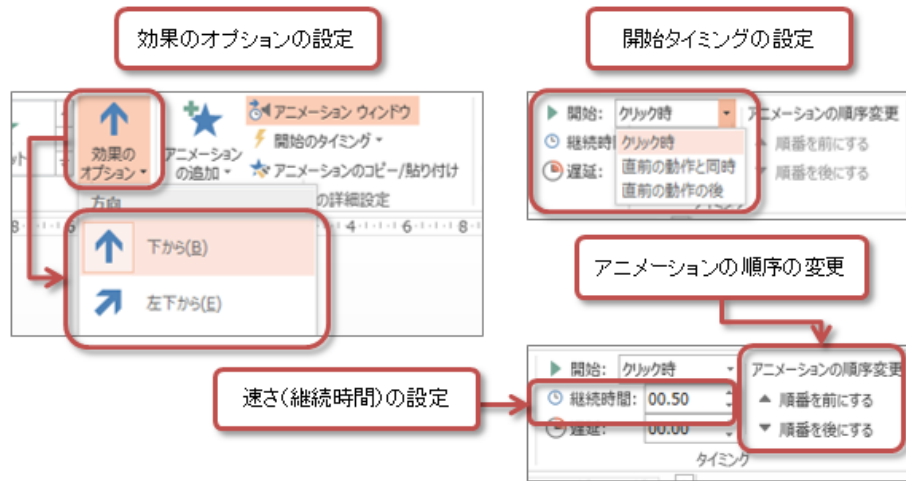 効果のオプションの設定
開始タイミングの設定
効果の
オプション
アニメーション
の追加
アニメーション ウィンドウ
開始のタイミング
アニメーションのコピー/貼り付け
の詳細設定
方向
8 4 6 8
下から(B)
左下から(E)
開始: クリック時
アニメーションの順序変更
継続時
クリック時
順番を前にする
遅延:
直前の動作と同時
順番を後にする
直前の動作の後
アニメーションの順序の変更
速さ(継続時間)の設定
開始: クリック時
アニメーションの順序変更
継続時間: 00.50
順番を前にする
遅延: 00.00
順番を後にする
タイミング